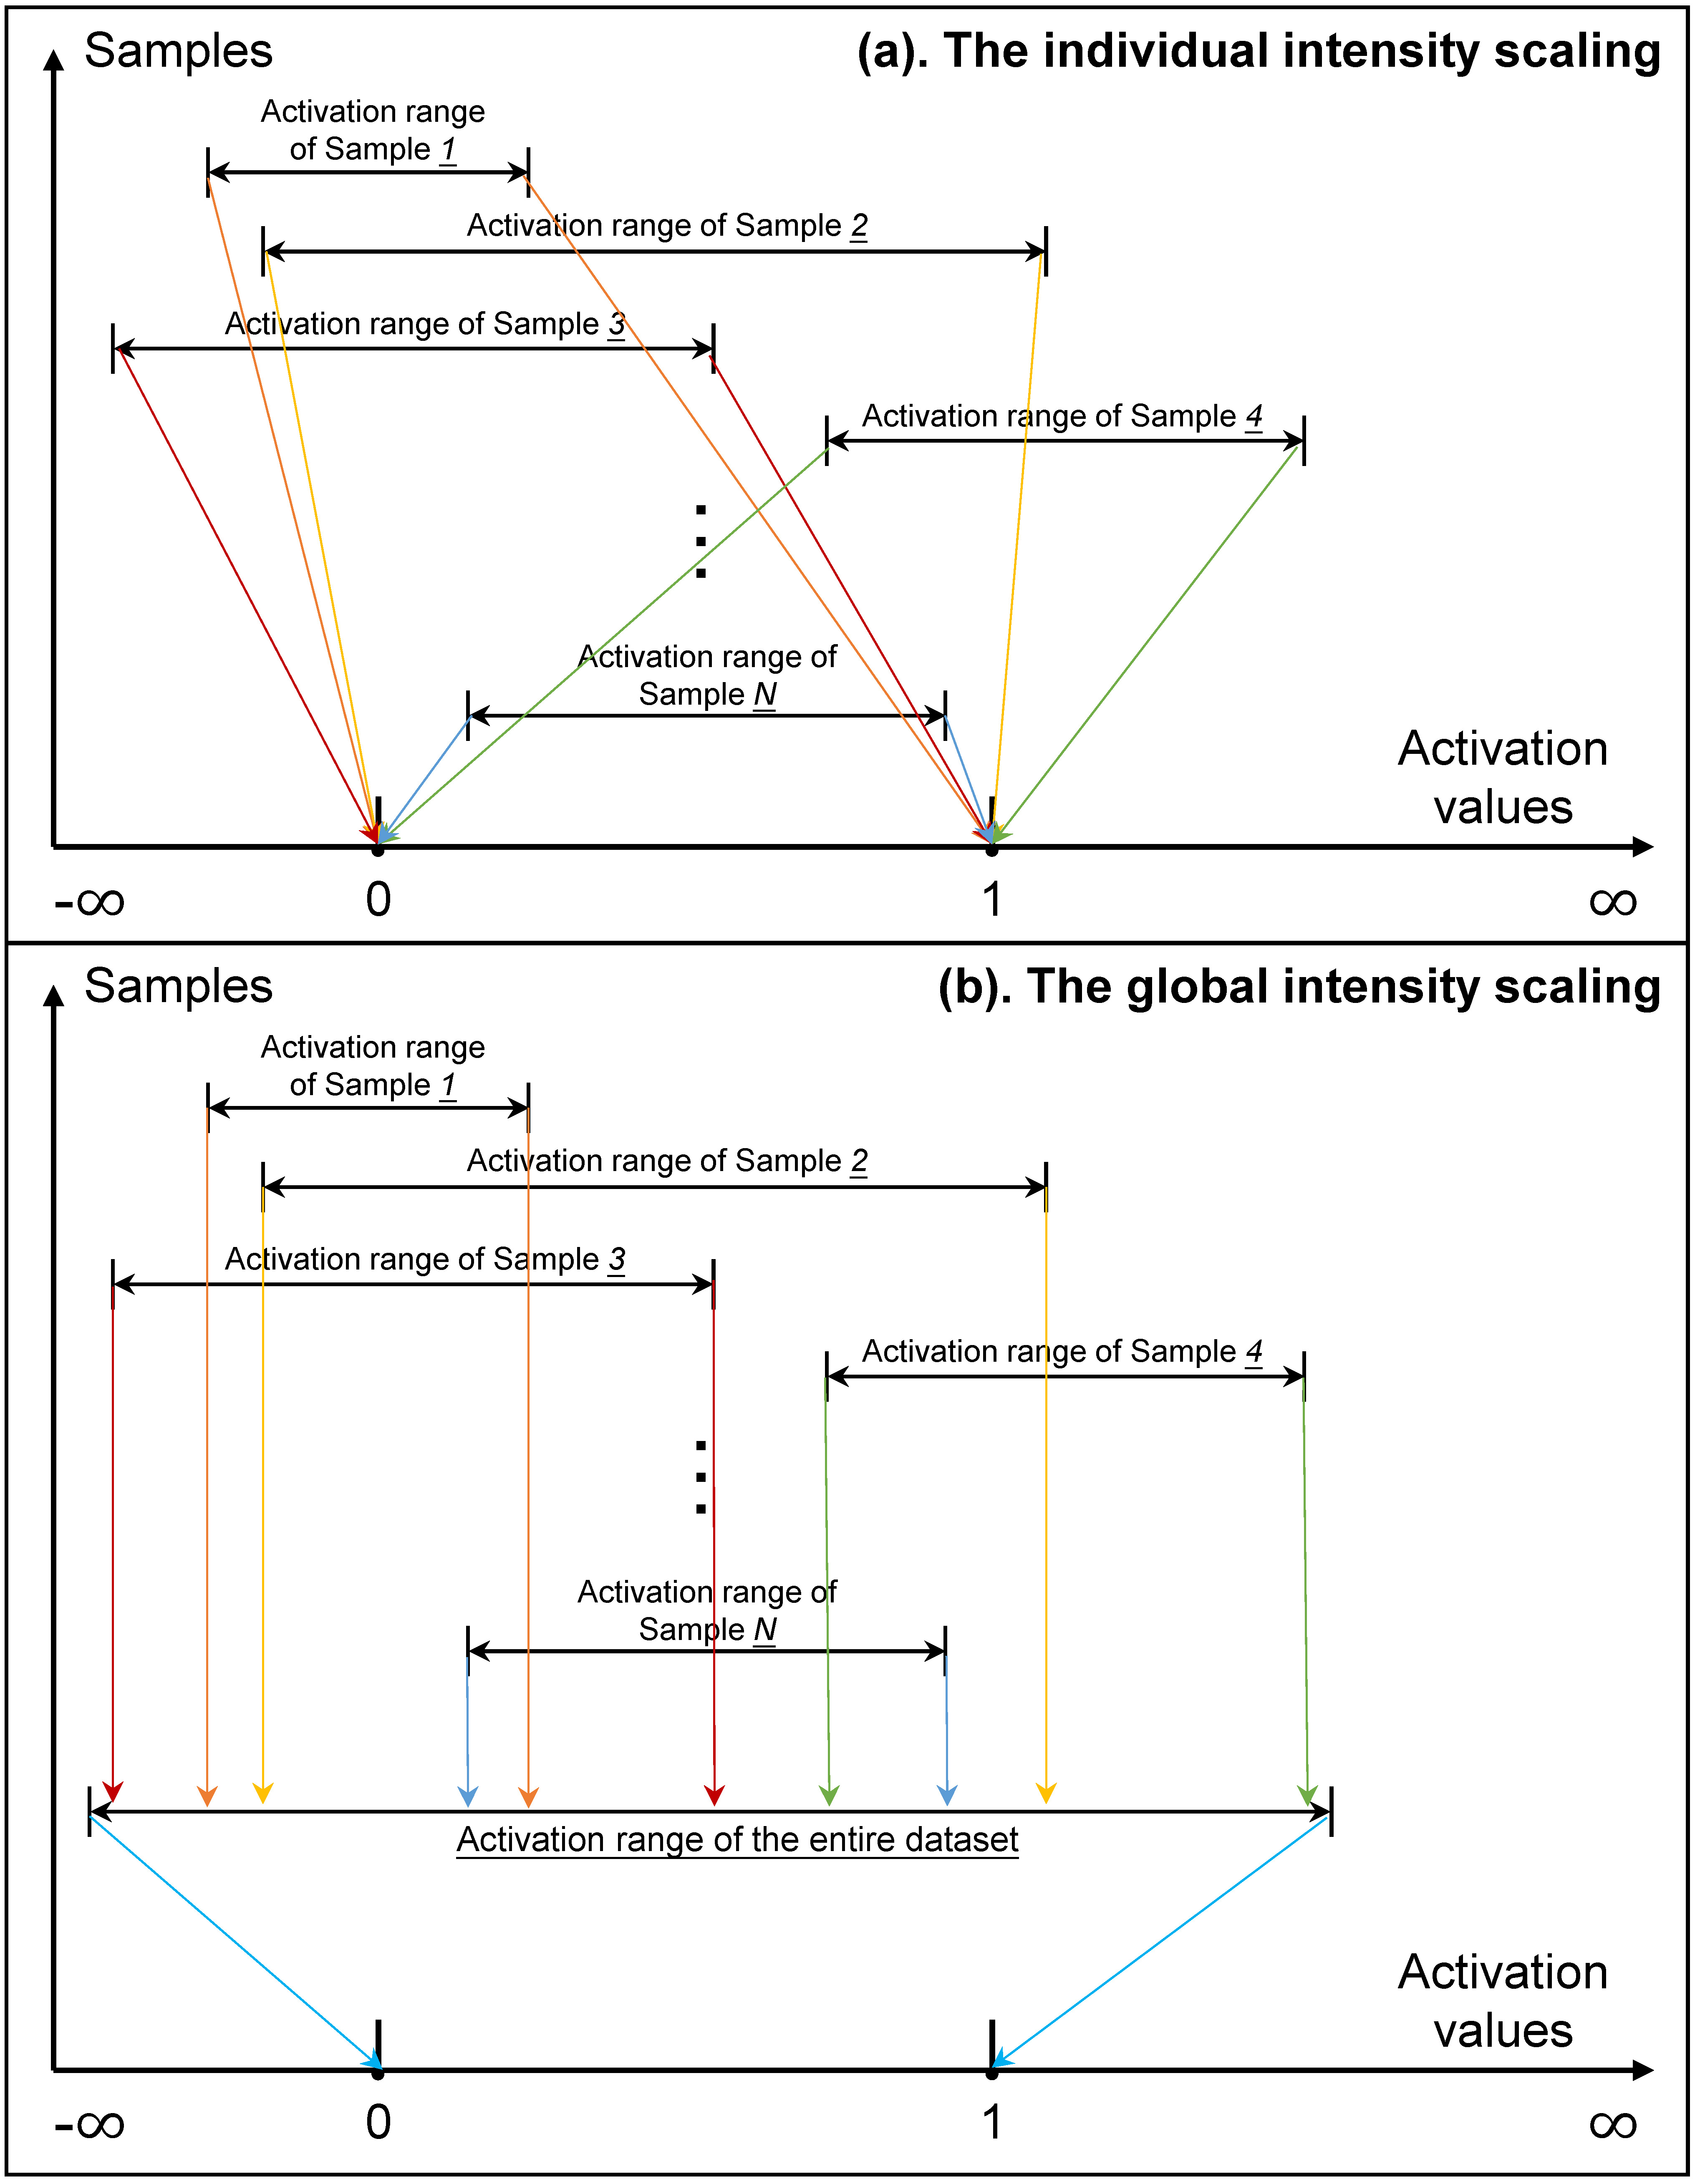 Samples
(a). The individual intensity scaling
Activation range
of Sample 1
Activation range of Sample 2
Activation range of Sample 3
Activation range of Sample 4
Activation range of
Sample N
Activation
values
-∞
0
1
∞
Samples
(b). The global intensity scaling
Activation range
of Sample 1
Activation range of Sample 2
Activation range of Sample 3
Activation range of Sample 4
Activation range of
Sample N
Activation range of the entire dataset
Activation
values
-∞
0
1
∞